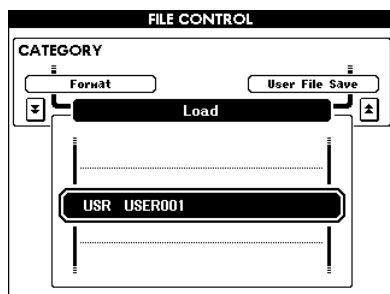 FILE CONTROL
CATEGORY
Format
User File Save
Load
USR USER001